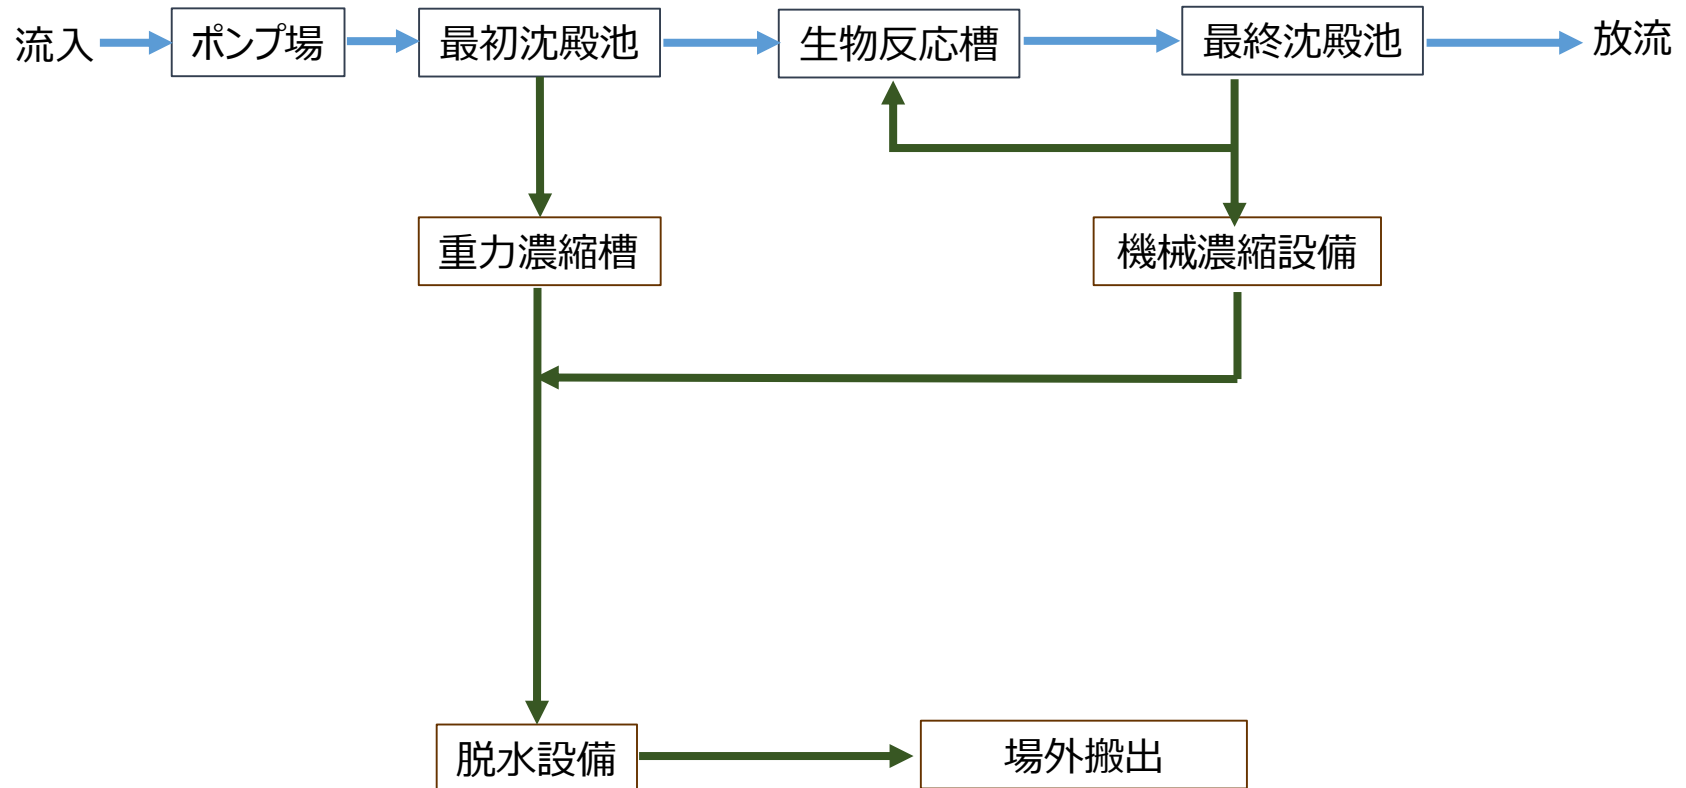 流入
ポンプ場
最初沈殿池
生物反応槽
最終沈殿池
放流
重力濃縮槽
機械濃縮設備
脱水設備
場外搬出